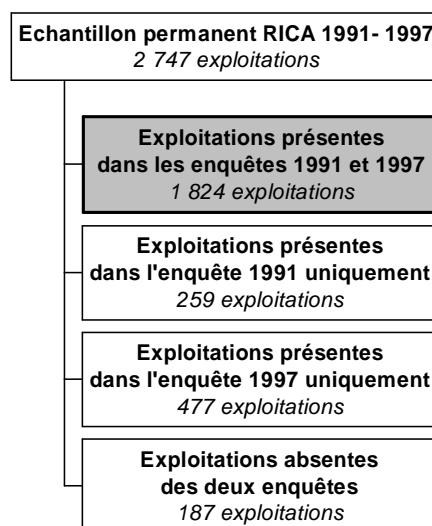 Echantillon permanent RICA 1991- 1997
2 747 exploitations
Exploitations présentes
dans les enquêtes 1991 et 1997
1 824 exploitations
Exploitations présentes
dans l'enquête 1991 uniquement
259 exploitations
Exploitations présentes
dans l'enquête 1997 uniquement
477 exploitations
Exploitations absentes
des deux enquêtes
187 exploitations